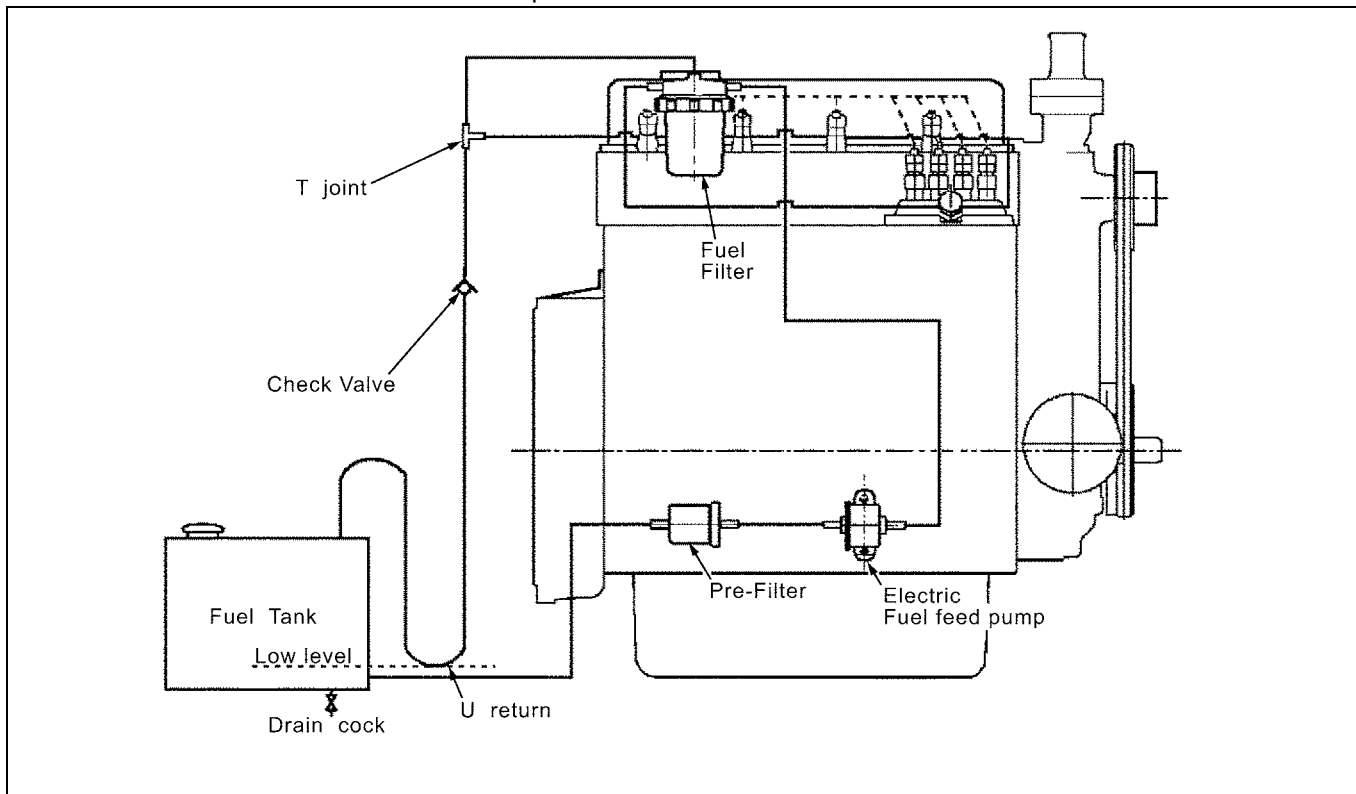 T joint
Fuel
Filter
Check Valve
Pre-Filter
Electric
Fuel feed pump
Fuel Tank
Low level
U return
Drain cock